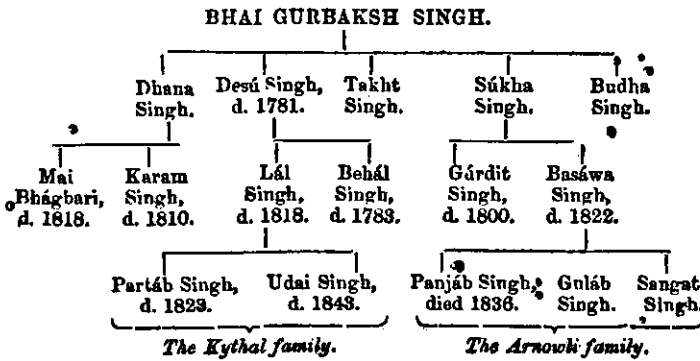 BHAI GURBAKSH SINGH.
Dhana Singh.
Desú Singh, d. 1781.
Takht Singh.
Súkha Singh.
Budha Singh.
Mai Bhágbari, d. 1818.
Karam Singh, d. 1810.
Lál Singh, d. 1818.
Behál Singh, d. 1783.
Gúrdit Singh, d. 1800.
Basáwa Singh, d. 1822.
Partáb Singh, d. 1823.
Udai Singh, d. 1843.
Panjáb Singh, died 1836.
Guláb Singh.
Sangat Singh.
The Kythal family.
The Arnowli family.